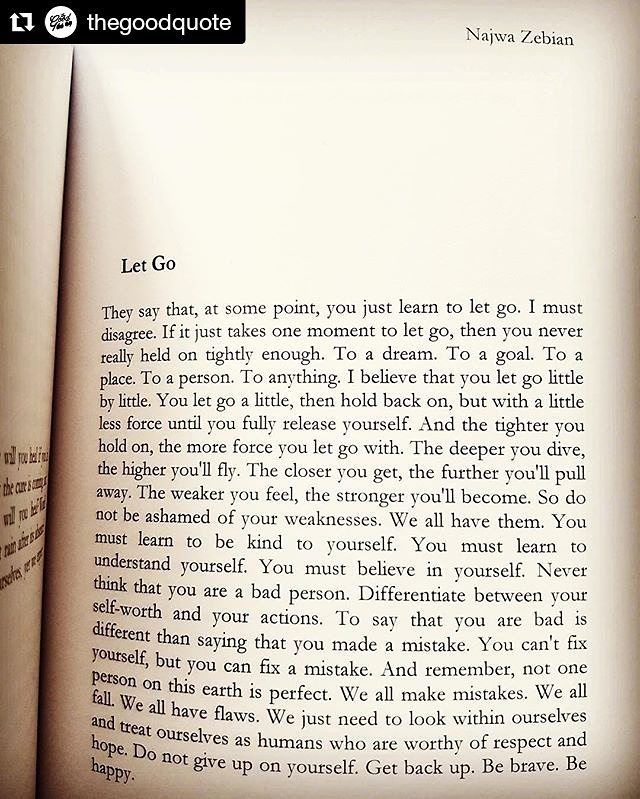 thegoodquote
Najwa Zebian
Let Go
They say that, at some point, you just learn to let go. I must
disagree. If it just takes one moment to let go, then you never
really held on tightly enough. To a dream. To a goal. To a
place. To a person. To anything. I believe that you let go little
by little. You let go a little, then hold back on, but with a little
less force until you fully release yourself. And the tighter you
hold on, the more force you let go with. The deeper you dive,
the higher you'll fly. The closer you get, the further you'll pull
away. The weaker you feel, the stronger you'll become. So do
not be ashamed of your weaknesses. We all have them. You
must learn to be kind to yourself. You must learn to
understand yourself. You must believe in yourself. Never
think that you are a bad person. Differentiate between your
self-worth and your actions. To say that you are bad is
different than saying that you made a mistake. You can't fix
yourself, but you can fix a mistake. And remember, not one
person on this earth is perfect. We all make mistakes. We all
fall. We all have flaws. We just need to look within ourselves
and treat ourselves as humans who are worthy of respect and
hope. Do not give up on yourself. Get back up. Be brave. Be
happy.
will you
the cure is
will you
rain after